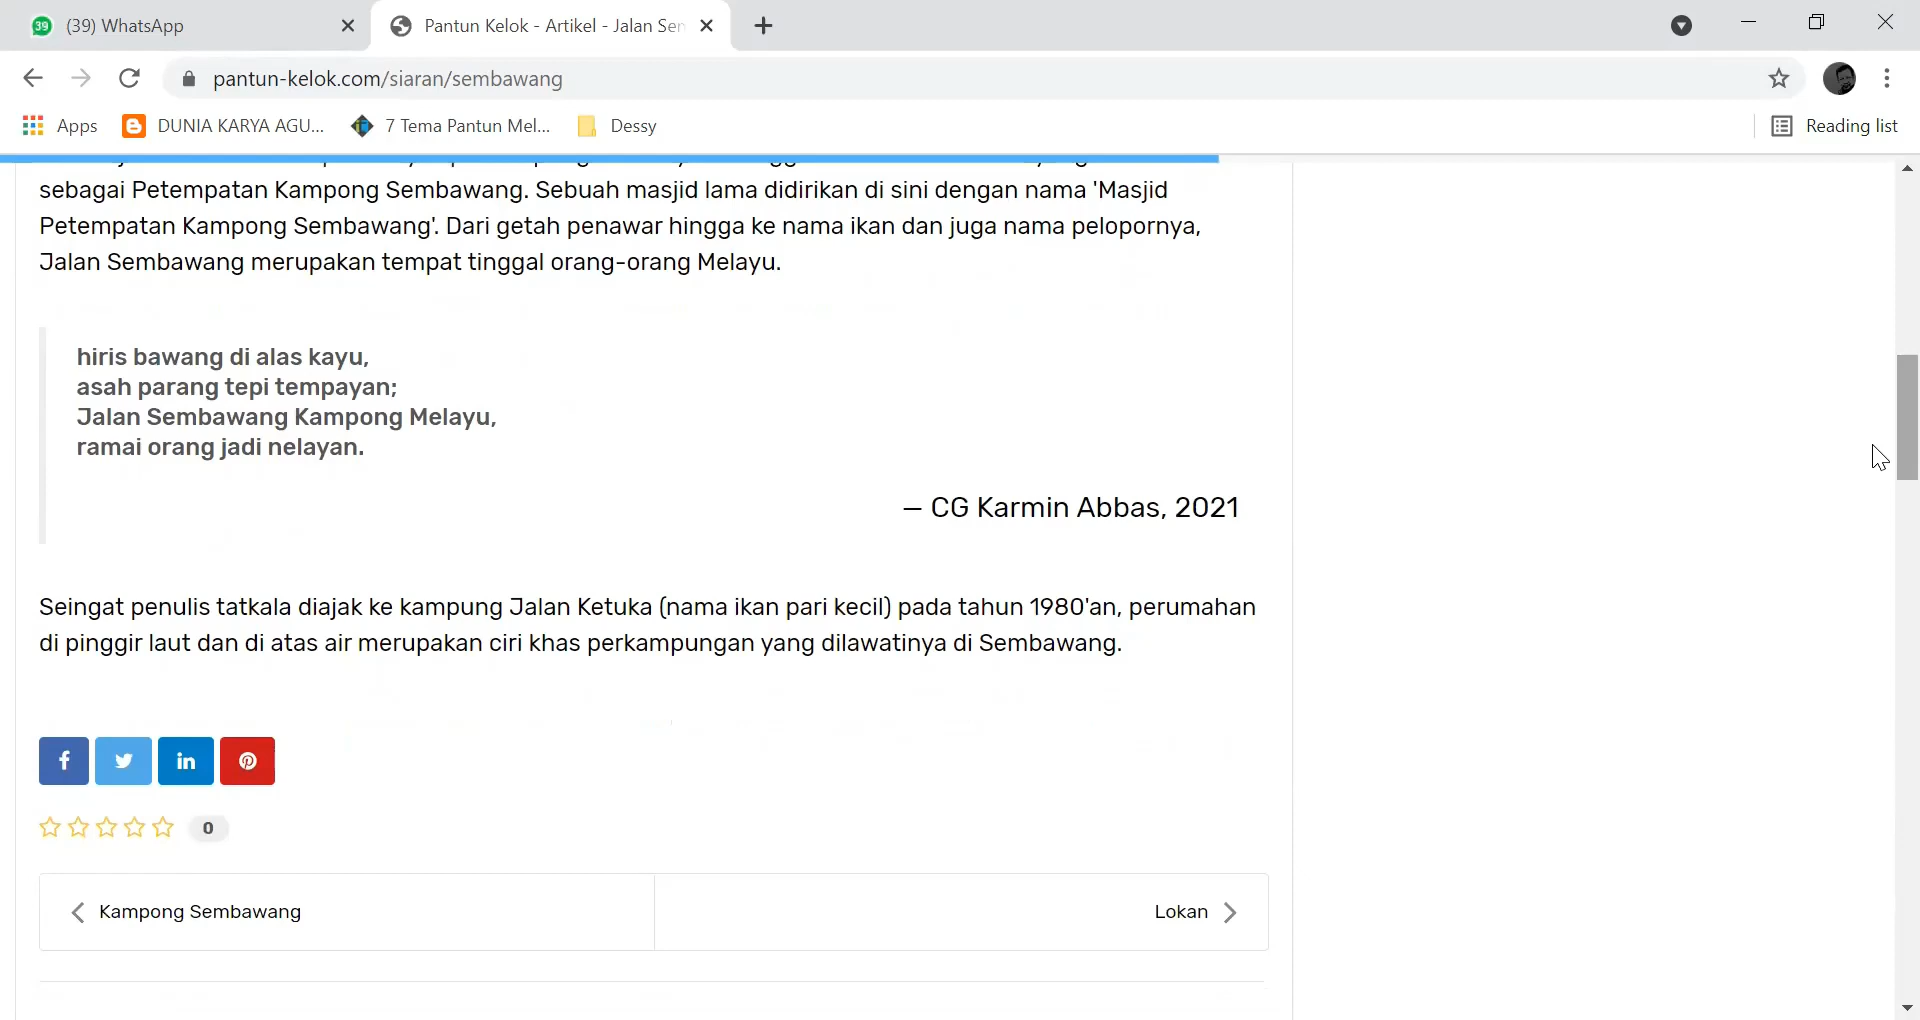 39
(39) WhatsApp
Pantun Kelok - Artikel - Jalan Sen
pantun-kelok.com/siaran/sembawang
Apps
DUNIA KARYA AGU...
7 Tema Pantun Mel...
Dessy
Reading list
sebagai Petempatan Kampong Sembawang. Sebuah masjid lama didirikan di sini dengan nama 'Masjid
Petempatan Kampong Sembawang'. Dari getah penawar hingga ke nama ikan dan juga nama pelopornya,
Jalan Sembawang merupakan tempat tinggal orang-orang Melayu.
hiris bawang di alas kayu,
asah parang tepi tempayan;
Jalan Sembawang Kampong Melayu,
ramai orang jadi nelayan.
— CG Karmin Abbas, 2021
Seingat penulis tatkala diajak ke kampung Jalan Ketuka (nama ikan pari kecil) pada tahun 1980'an, perumahan
di pinggir laut dan di atas air merupakan ciri khas perkampungan yang dilawatinya di Sembawang.
0
Kampong Sembawang
Lokan